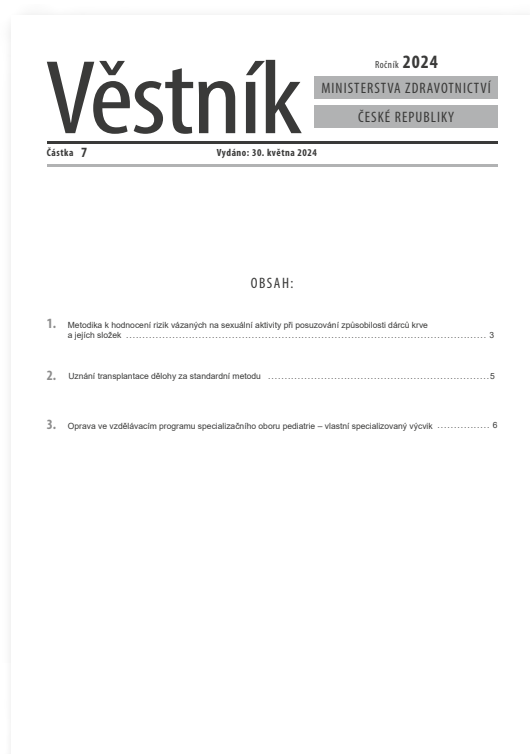 Věstník
Ročník 2024
MINISTERSTVA ZDRAVOTNICTVÍ
ČESKÉ REPUBLIKY
Částka 7 Vydáno: 30. května 2024
OBSAH:
1. Metodika k hodnocení rizik vázaných na sexuální aktivity při posuzování způsobilosti dárců krve
a jejich složek ........................................................................................................ 3
2. Uznání transplantace dělohy za standardní metodu ....................................................................5
3. Oprava ve vzdělávacím programu specializačního oboru pediatrie – vlastní specializovaný výcvik ................ 6